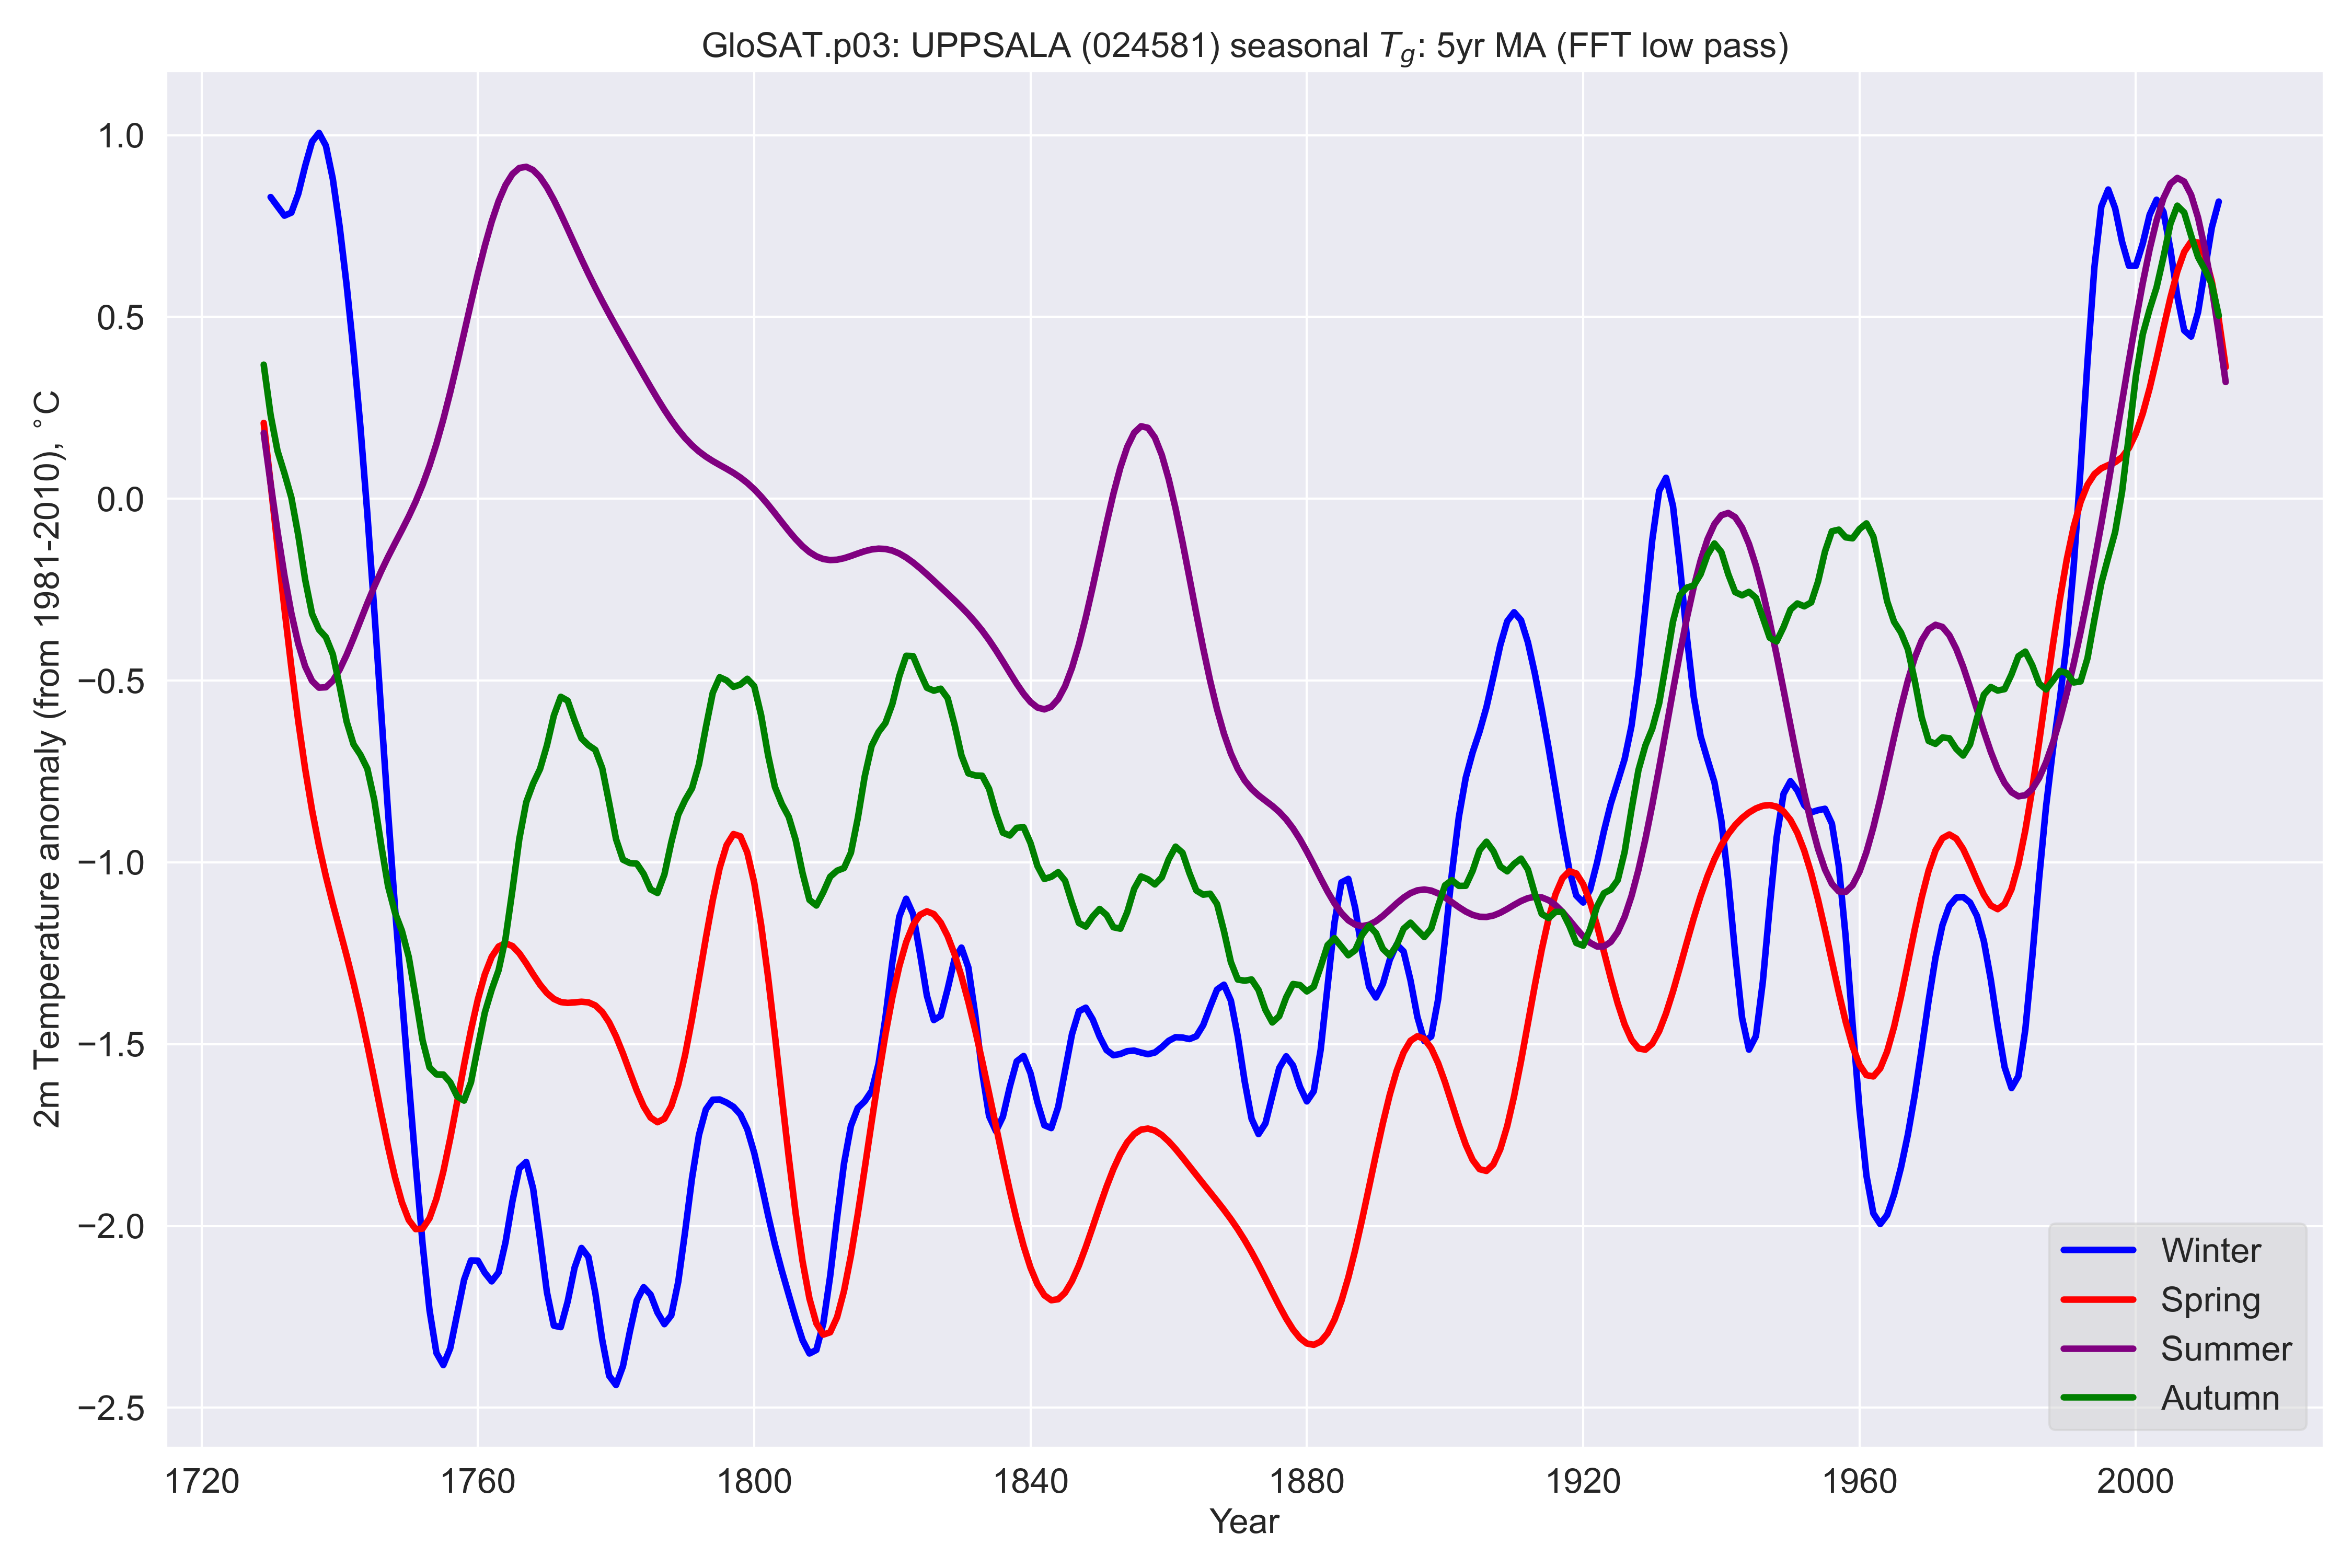 GloSAT.p03: UPPSALA (024581) seasonal Tg: 5yr MA (FFT low pass)
2m Temperature anomaly (from 1981-2010), °C
1.0
0.5
0.0
−0.5
−1.0
−1.5
−2.0
−2.5
Winter
Spring
Summer
Autumn
1720 1760 1800 1840 1880 1920 1960 2000
Year